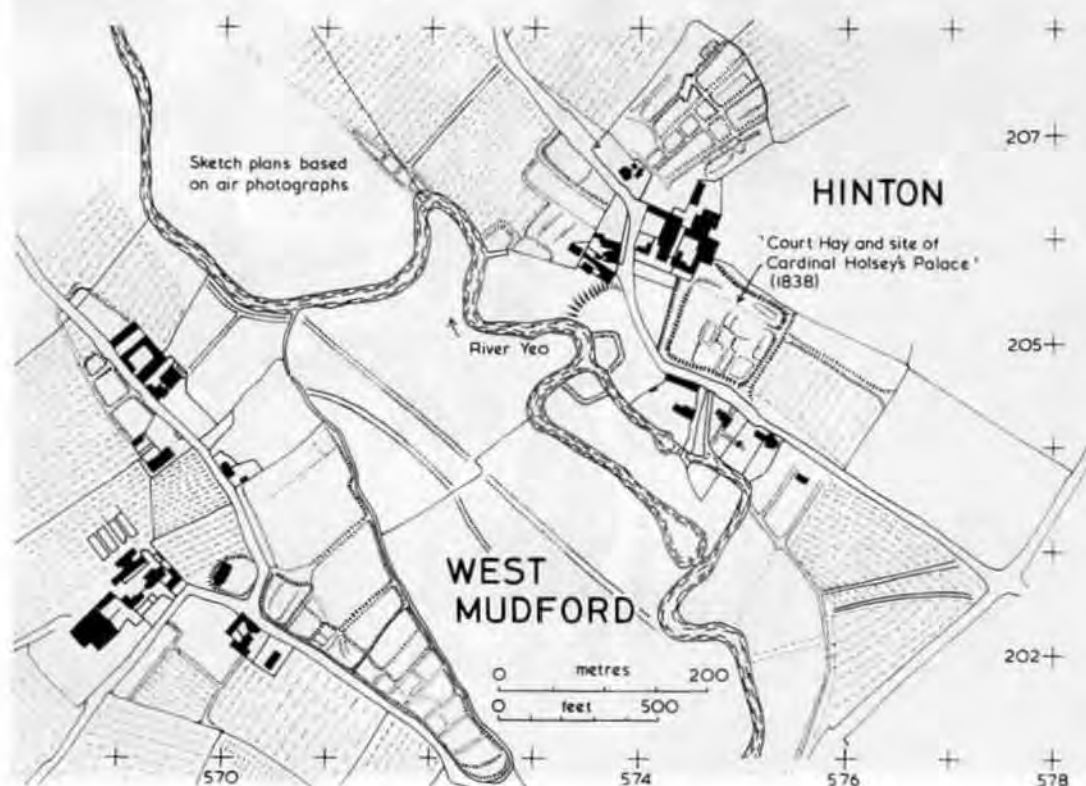 Sketch plans based
on air photographs
HINTON
'Court Hay and site of
Cardinal Holsey's Palace'
(1838)
River Yeo
WEST
MUDFORD
0 metres 200
0 feet 500
207
205
202
570
574
576
578